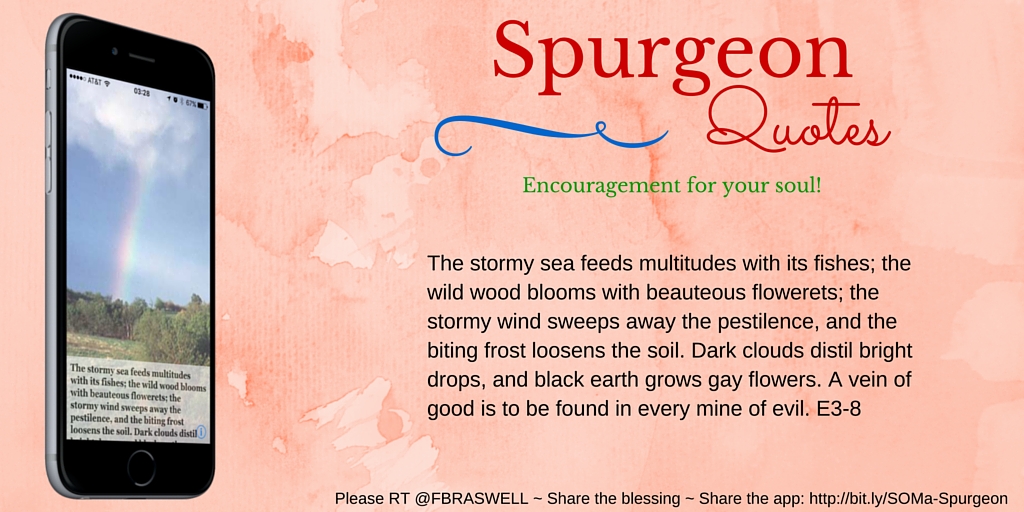 AT&T
03:28
67%
The stormy sea feeds multitudes
with its fishes; the wild wood blooms
with beauteous flowerets; the
stormy wind sweeps away the
pestilence, and the biting frost
loosens the soil. Dark clouds distil
Spurgeon
Quotes
Encouragement for your soul!
The stormy sea feeds multitudes with its fishes; the
wild wood blooms with beauteous flowerets; the
stormy wind sweeps away the pestilence, and the
biting frost loosens the soil. Dark clouds distil bright
drops, and black earth grows gay flowers. A vein of
good is to be found in every mine of evil. E3-8
Please RT @FBRASWELL ~ Share the blessing ~ Share the app: http://bit.ly/SOMa-Spurgeon